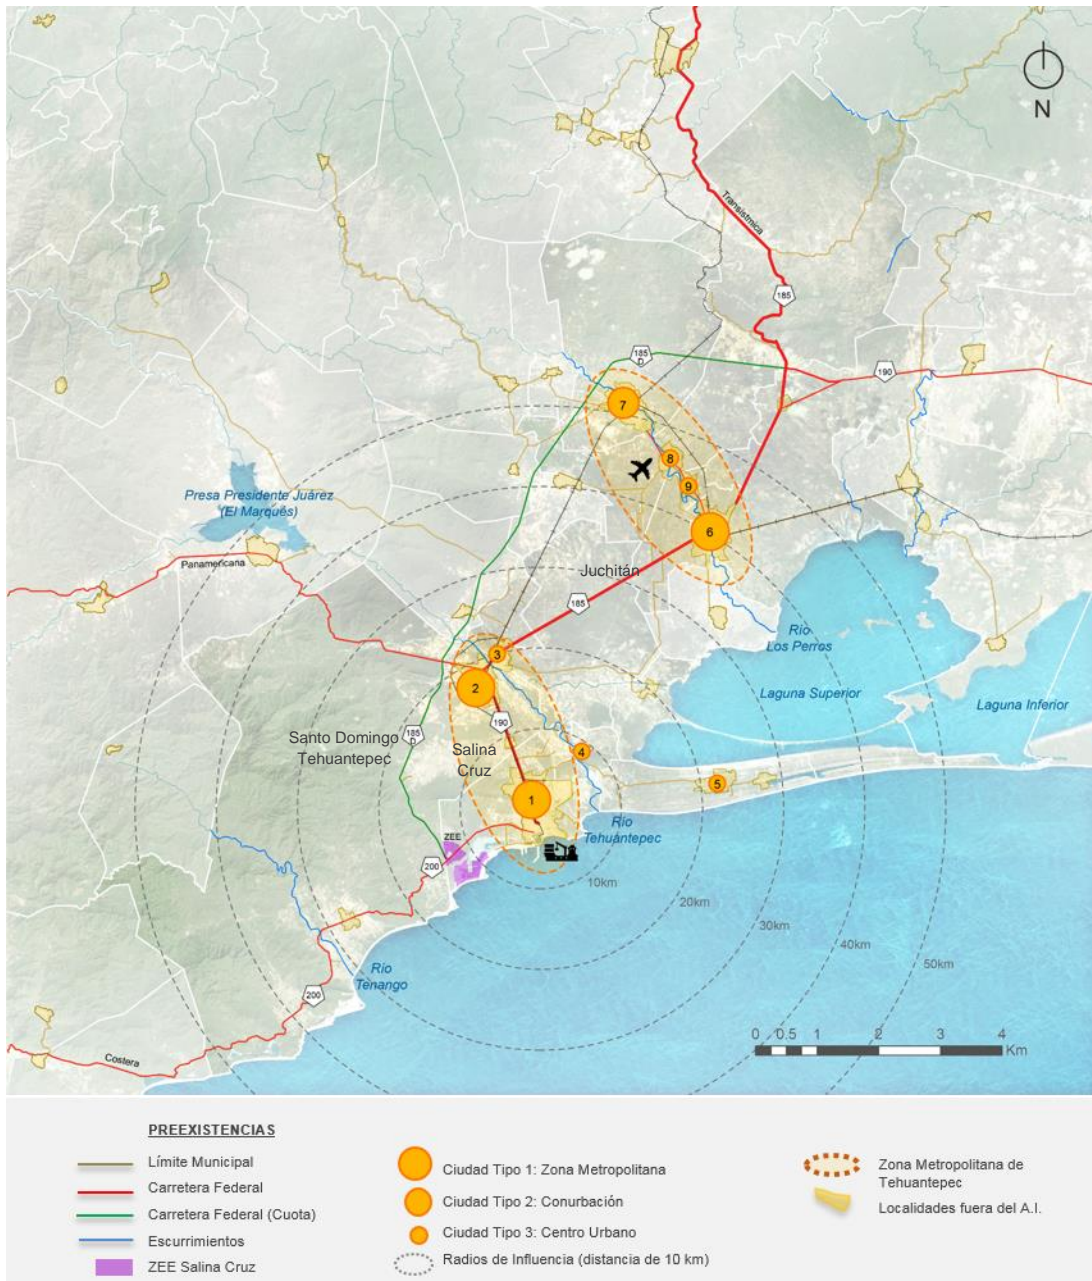 N
Transístmica
185
185
D
190
7
8
9
6
Presa Presidente Juárez
(El Marqués)
Panamericana
Juchitán
185
Río
Los Perros
3
2
Laguna Superior
Laguna Inferior
190
185
D
Santo Domingo
Tehuantepec
Salina
Cruz
4
5
1
Río
Tehuantepec
ZEE
200
10km
20km
30km
40km
50km
Río
Tenango
200
Costera
0 0.5 1 2 3 4
Km
PREEXISTENCIAS
Límite Municipal
Carretera Federal
Carretera Federal (Cuota)
Escurrimientos
ZEE Salina Cruz
Ciudad Tipo 1: Zona Metropolitana
Ciudad Tipo 2: Conurbación
Ciudad Tipo 3: Centro Urbano
Radios de Influencia (distancia de 10 km)
Zona Metropolitana de
Tehuantepec
Localidades fuera del A.I.